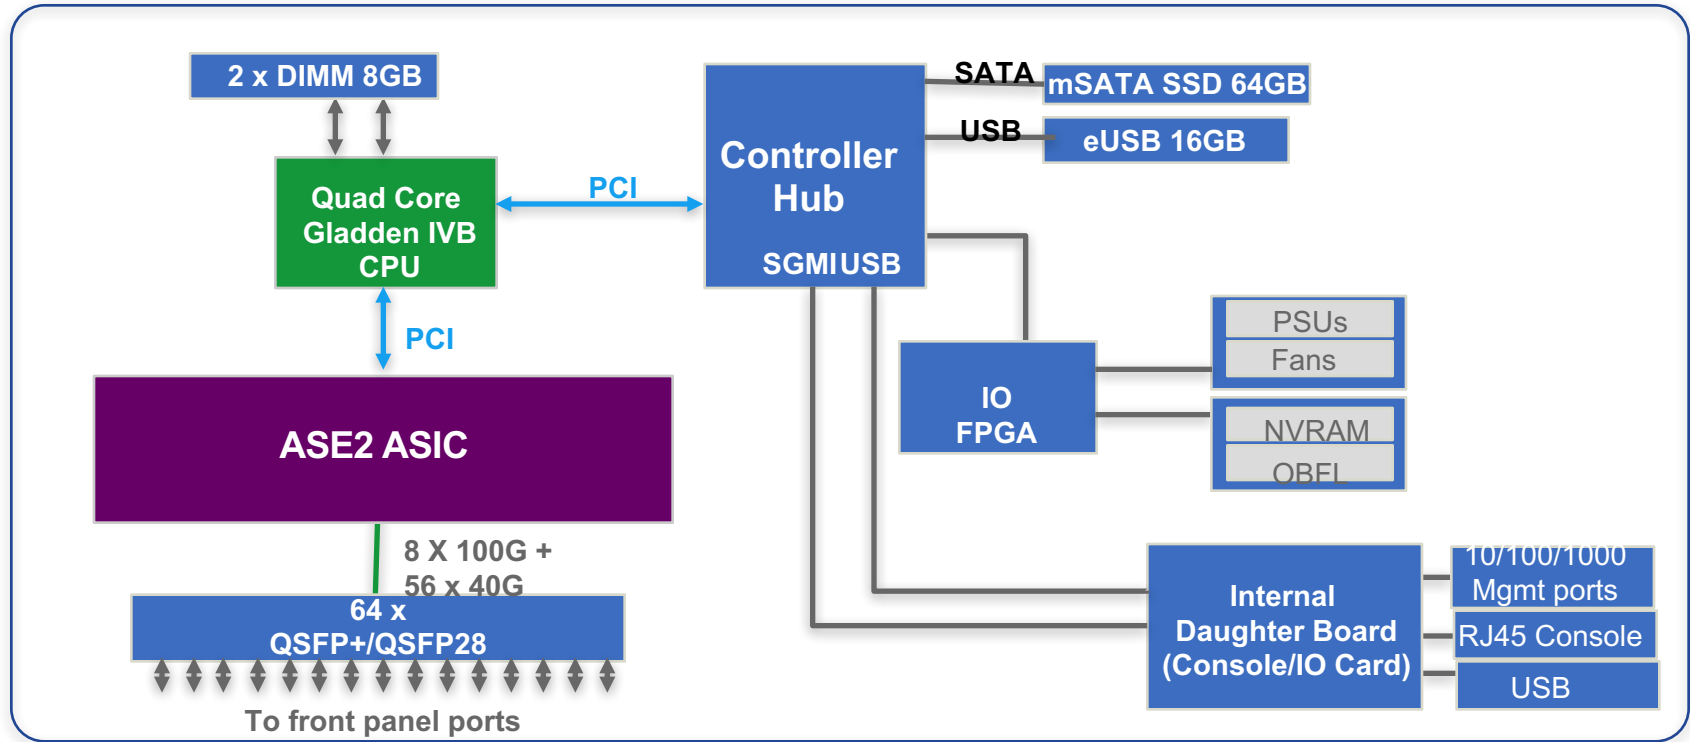 2 x DIMM 8GB
Quad Core
Gladden IVB
CPU
PCI
PCI
ASE2 ASIC
8 X 100G +
56 x 40G
64 x
QSFP+/QSFP28
To front panel ports
Controller
Hub
SGMI USB
SATA
mSATA SSD 64GB
USB
eUSB 16GB
IO
FPGA
PSUs
Fans
NVRAM
OBFL
Internal
Daughter Board
(Console/IO Card)
10/100/1000
Mgmt ports
RJ45 Console
USB